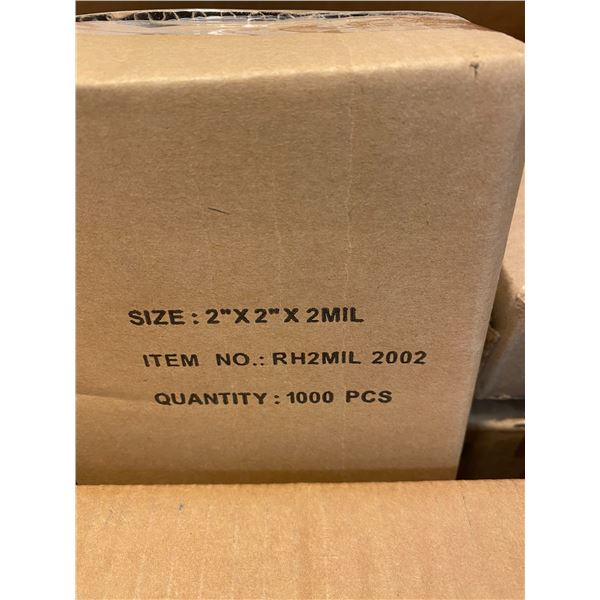 SIZE : 2"X 2"X 2MIL
ITEM NO.: RH2MIL 2002
QUANTITY : 1000 PCS